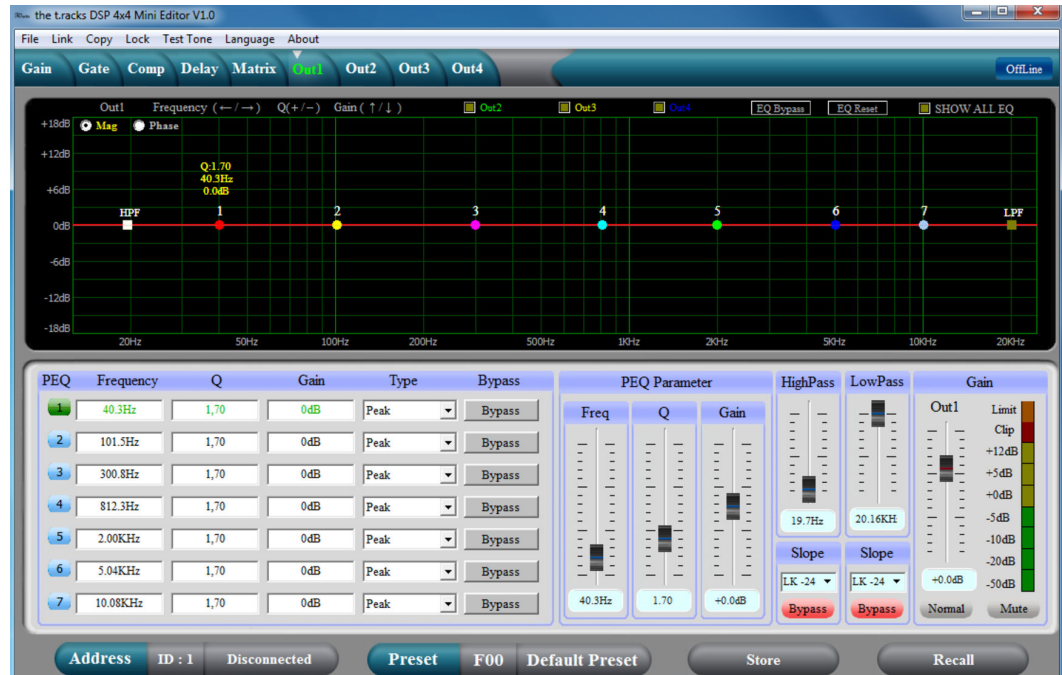 the t.racks DSP 4x4 Mini Editor V1.0
File Link Copy Lock Test Tone Language About
Gain Gate Comp Delay Matrix Out1 Out2 Out3 Out4 OffLine
Out1 Frequency (←/→) Q(+/−) Gain (↑/↓) Out2 Out3 Out4 EQ Bypass EQ Reset SHOW ALL EQ
+18dB Mag Phase
+12dB
Q:1.70
40.3Hz
+6dB 0.0dB
HPF 1 2 3 4 5 6 7 LPF
0dB
-6dB
-12dB
-18dB
20Hz 50Hz 100Hz 200Hz 500Hz 1KHz 2KHz 5KHz 10KHz 20KHz
PEQ Frequency Q Gain Type Bypass PEQ Parameter HighPass LowPass Gain
1 40.3Hz 1,70 0dB Peak Bypass
2 101.5Hz 1,70 0dB Peak Bypass
3 300.8Hz 1,70 0dB Peak Bypass
4 812.3Hz 1,70 0dB Peak Bypass
5 2.00KHz 1,70 0dB Peak Bypass
6 5.04KHz 1,70 0dB Peak Bypass
7 10.08KHz 1,70 0dB Peak Bypass
Freq Q Gain
40.3Hz 1.70 +0.0dB
19.7Hz 20.16KH
Slope Slope
LK -24 LK -24
Bypass Bypass
Out1 Limit
Clip
+12dB
+5dB
+0dB
-5dB
-10dB
-20dB
+0.0dB -50dB
Normal Mute
Address ID : 1 Disconnected Preset F00 Default Preset Store Recall